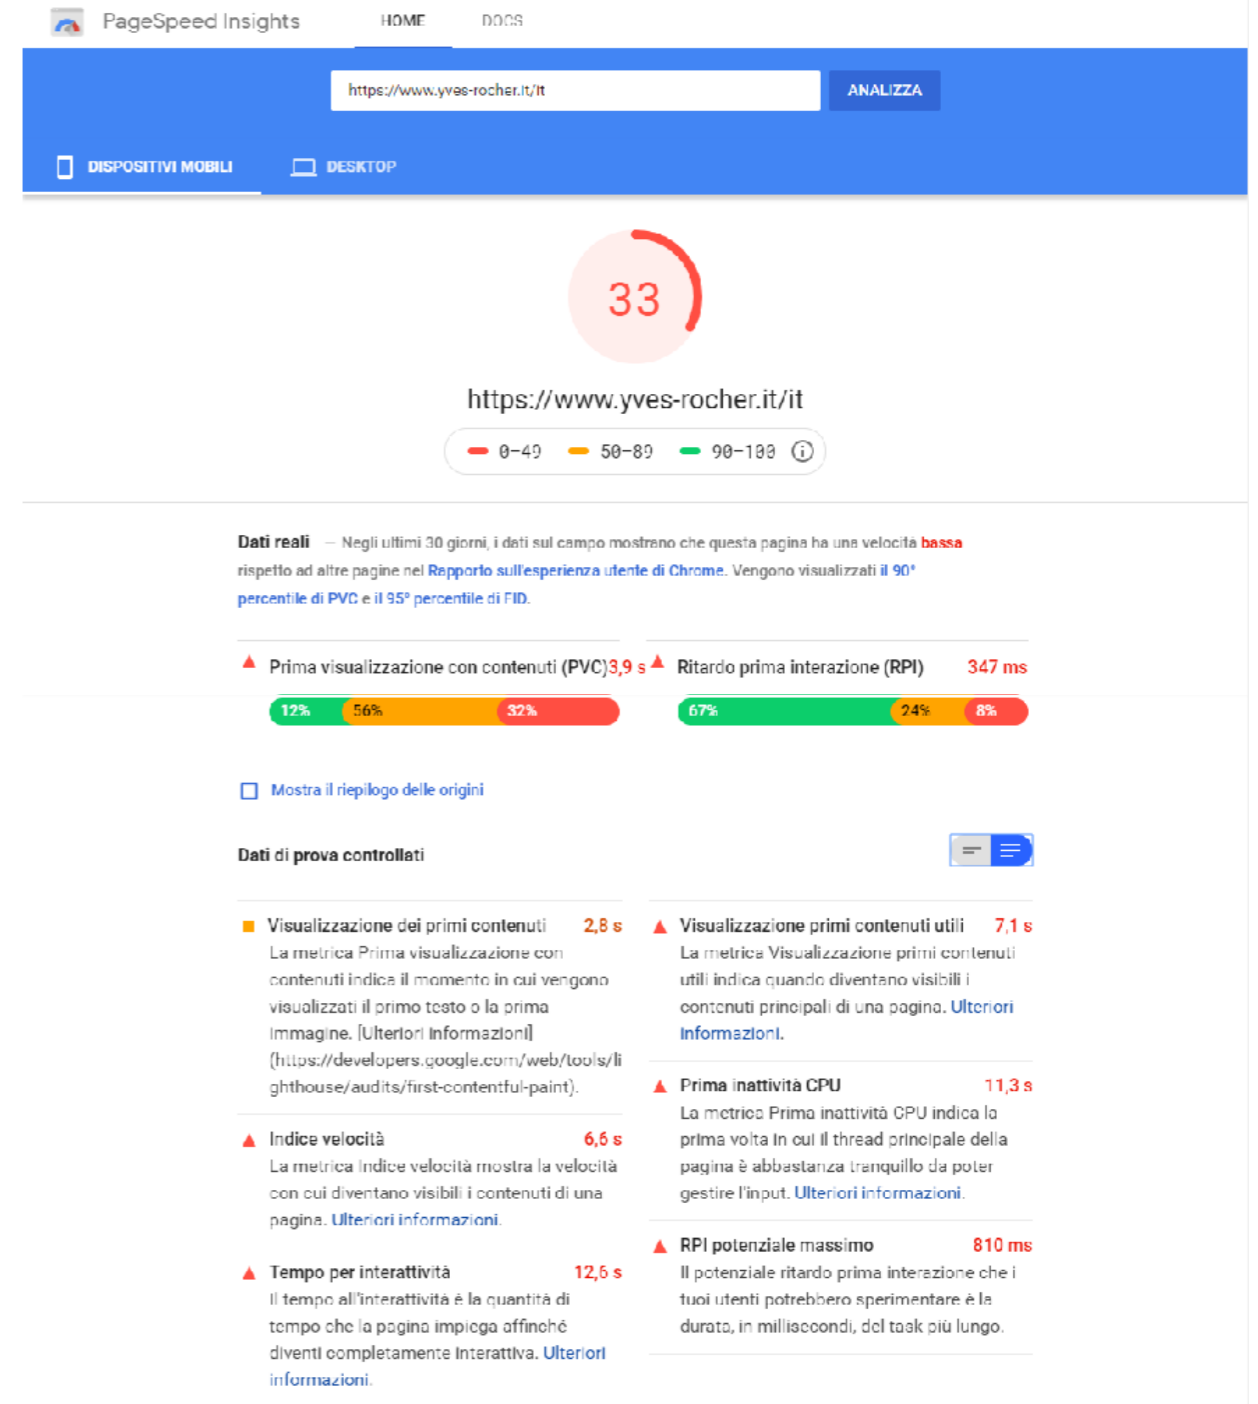 PageSpeed Insights HOME DOCS
https://www.yves-rocher.it/it ANALIZZA
DISPOSITIVI MOBILI DESKTOP
33
https://www.yves-rocher.it/it
0–49 50–89 90–100
Dati reali — Negli ultimi 30 giorni, i dati sul campo mostrano che questa pagina ha una velocità bassa
rispetto ad altre pagine nel Rapporto sull'esperienza utente di Chrome. Vengono visualizzati il 90°
percentile di PVC e il 95° percentile di FID.
Prima visualizzazione con contenuti (PVC) 3,9 s
12% 56% 32%
Ritardo prima interazione (RPI) 347 ms
67% 24% 8%
Mostra il riepilogo delle origini
Dati di prova controllati
Visualizzazione dei primi contenuti 2,8 s
La metrica Prima visualizzazione con
contenuti indica il momento in cui vengono
visualizzati il primo testo o la prima
immagine. [Ulteriori informazioni]
(https://developers.google.com/web/tools/li
ghthouse/audits/first-contentful-paint).
Indice velocità 6,6 s
La metrica Indice velocità mostra la velocità
con cui diventano visibili i contenuti di una
pagina. Ulteriori informazioni.
Tempo per interattività 12,6 s
Il tempo all'interattività è la quantità di
tempo che la pagina impiega affinché
diventi completamente interattiva. Ulteriori
informazioni.
Visualizzazione primi contenuti utili 7,1 s
La metrica Visualizzazione primi contenuti
utili indica quando diventano visibili i
contenuti principali di una pagina. Ulteriori
informazioni.
Prima inattività CPU 11,3 s
La metrica Prima inattività CPU indica la
prima volta in cui il thread principale della
pagina è abbastanza tranquillo da poter
gestire l'input. Ulteriori informazioni.
RPI potenziale massimo 810 ms
Il potenziale ritardo prima interazione che i
tuoi utenti potrebbero sperimentare è la
durata, in millisecondi, del task più lungo.